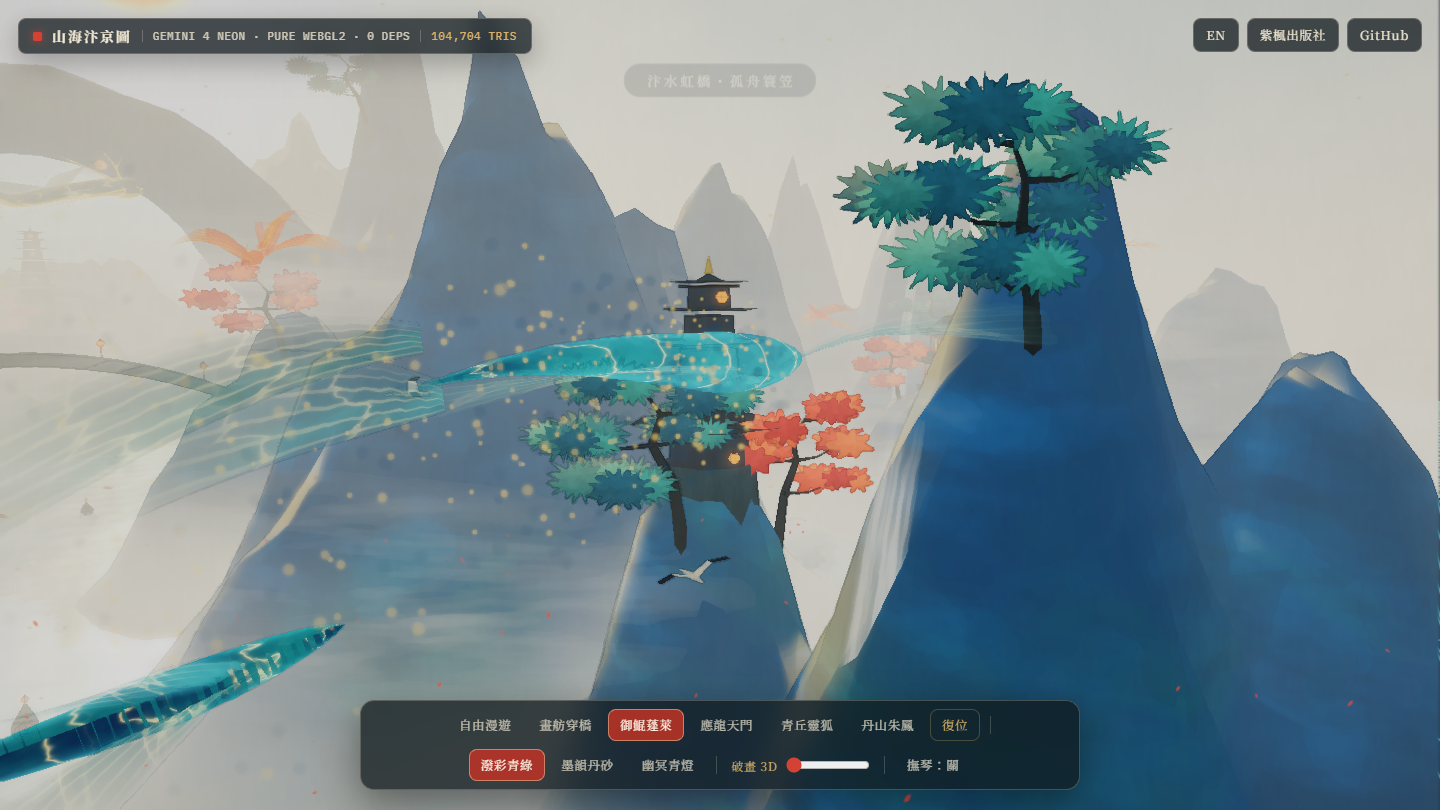 山海汴京圖 GEMINI 4 NEON · PURE WEBGL2 · 0 DEPS 104,704 TRIS
EN 紫楓出版社 GitHub
汴水虹橋·孤舟蓑笠
自由漫遊 畫舫穿橋 御鯤蓬萊 應龍天門 青丘靈狐 丹山朱鳳 復位
潑彩青綠 墨韻丹砂 幽冥青燈 破畫 3D 撫琴：關